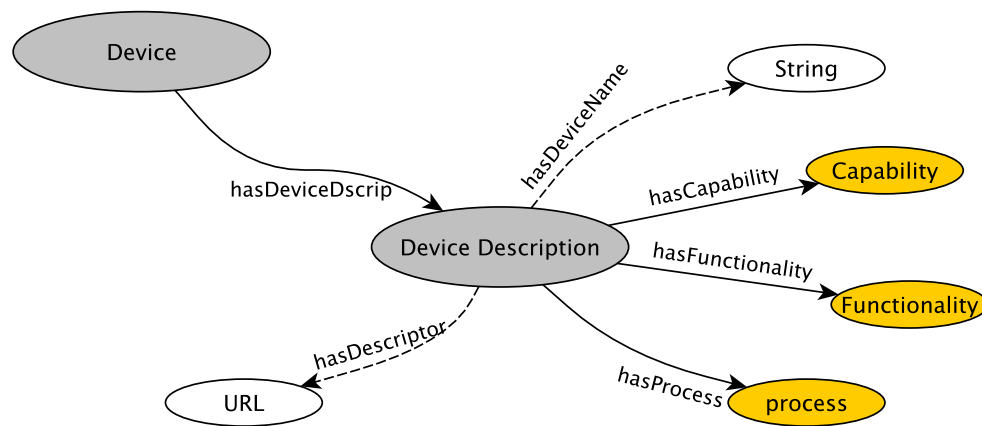 Device
String
hasDeviceName
Capability
hasCapability
hasDeviceDscrip
Device Description
hasFunctionality
Functionality
hasDescriptor
hasProcess
URL
process